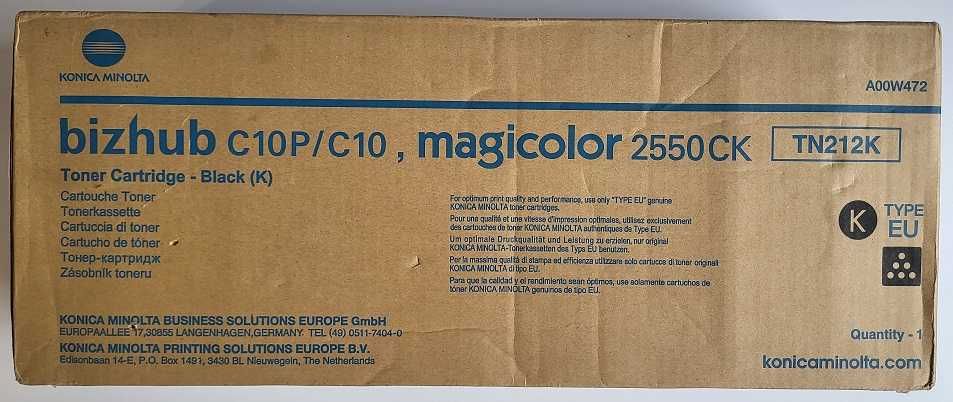 KONICA MINOLTA
A00W472
bizhub C10P/C10 , magicolor 2550CK TN212K
Toner Cartridge - Black (K)
Cartouche Toner
Tonerkassette
Cartuccia di toner
Cartucho de tóner
Тонер-картридж
Zásobník toneru
For optimum print quality and performance, use only "TYPE EU" genuine
KONICA MINOLTA toner cartridges.
Pour une qualité et une vitesse d'impression optimales, utilisez exclusivement
des cartouches de toner KONICA MINOLTA authentiques de Type EU.
Um optimale Druckqualität und Leistung zu erzielen, nur original
KONICA MINOLTA-Tonerkassetten des Typs EU benutzen.
Per la massima qualità di stampa ed efficienza utilizzare solo cartucce di toner originali
KONICA MINOLTA di tipo EU.
Para que la calidad y el rendimiento sean óptimos, use solamente cartuchos de
tóner KONICA MINOLTA genuinos de tipo EU.
K
TYPE
EU
KONICA MINOLTA BUSINESS SOLUTIONS EUROPE GmbH
EUROPAALLEE 17,30855 LANGENHAGEN,GERMANY TEL (49) 0511-7404-0
KONICA MINOLTA PRINTING SOLUTIONS EUROPE B.V.
Edisonbaan 14-E, P.O. Box 1491, 3430 BL Nieuwegein, The Netherlands
Quantity - 1
konicaminolta.com